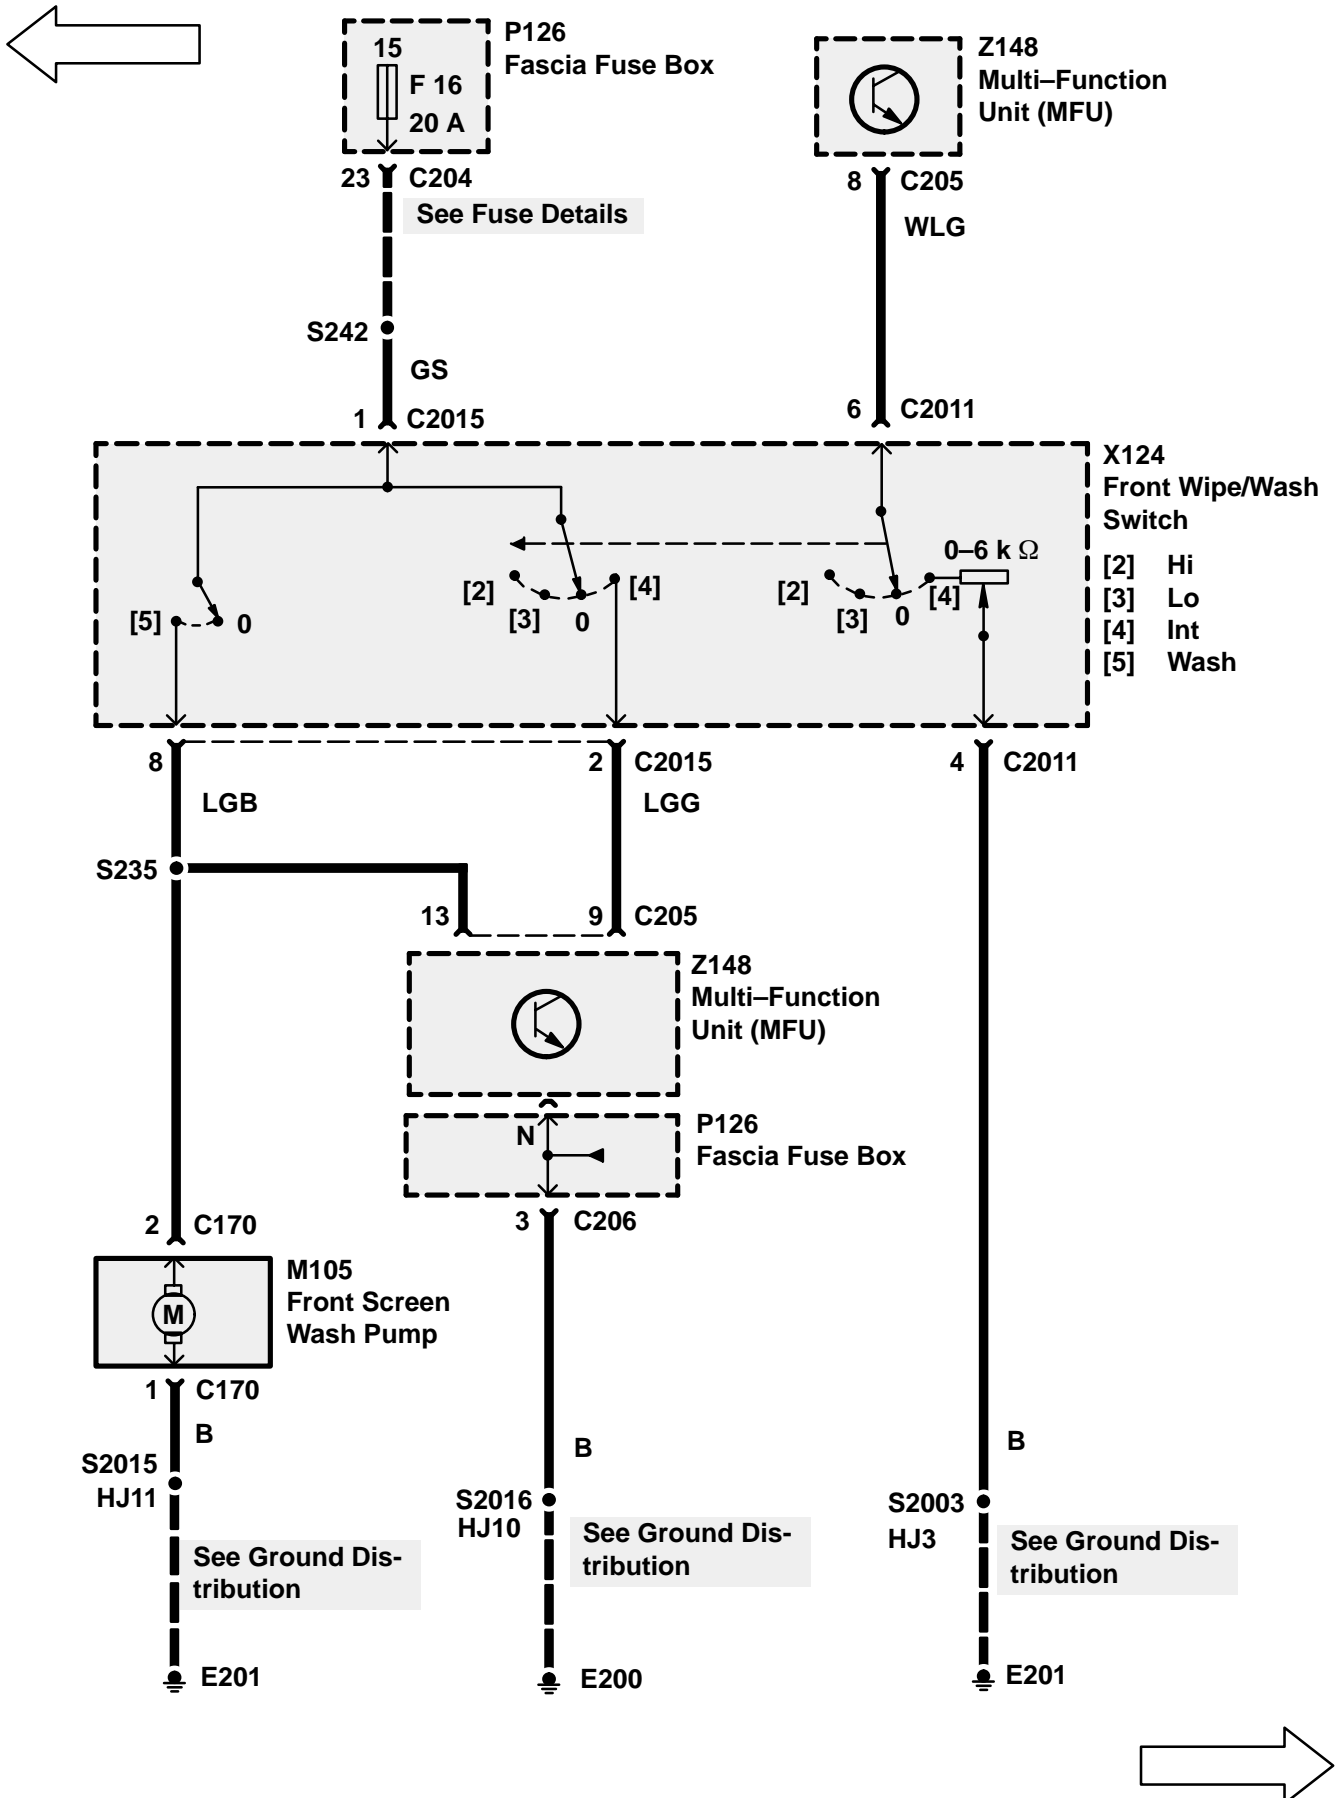 P126
Fascia Fuse Box
15
F 16
20 A
Z148
Multi–Function
Unit (MFU)
23 C204
See Fuse Details
8 C205
WLG
S242
GS
1 C2015
6 C2011
X124
Front Wipe/Wash
Switch
[2] Hi
[3] Lo
[4] Int
[5] Wash
0–6 k Ω
[5] 0
[2] [3] 0 [4]
[2] [3] 0 [4]
8
2 C2015
4 C2011
LGB
LGG
S235
13
9 C205
Z148
Multi–Function
Unit (MFU)
N
P126
Fascia Fuse Box
2 C170
3 C206
M
M105
Front Screen
Wash Pump
1 C170
B
S2015
HJ11
See Ground Dis-
tribution
E201
B
S2016
HJ10
See Ground Dis-
tribution
E200
B
S2003
HJ3
See Ground Dis-
tribution
E201